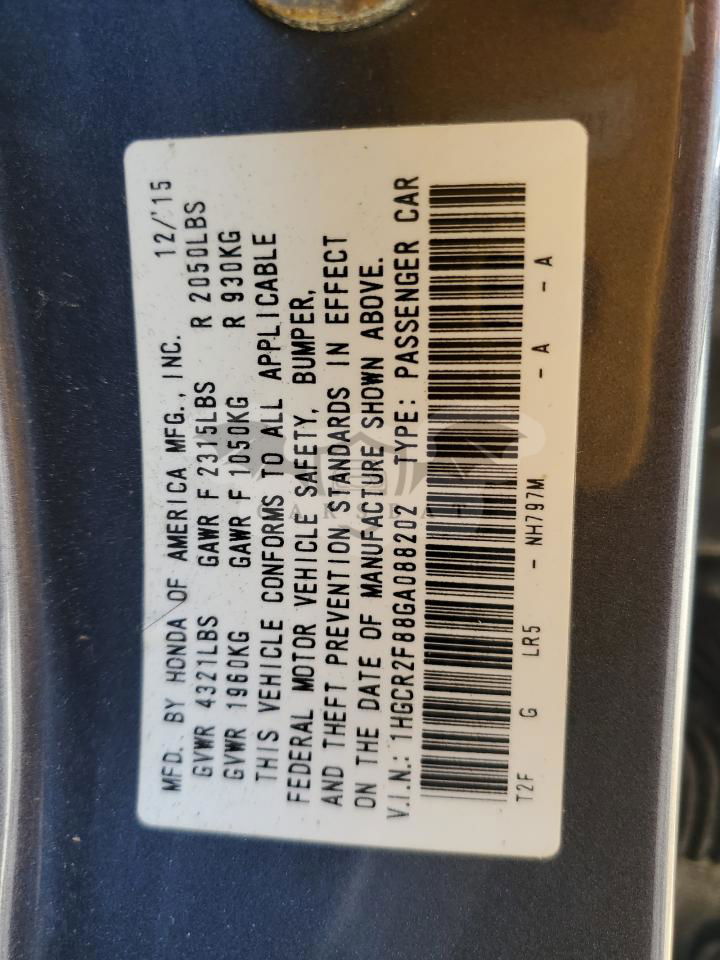 MFD. BY HONDA OF AMERICA MFG., INC. 12/'15
GVWR 4321LBS GAWR F 2315LBS R 2050LBS
GVWR 1960KG GAWR F 1050KG R 930KG
THIS VEHICLE CONFORMS TO ALL APPLICABLE
FEDERAL MOTOR VEHICLE SAFETY, BUMPER,
AND THEFT PREVENTION STANDARDS IN EFFECT
ON THE DATE OF MANUFACTURE SHOWN ABOVE.
V.I.N.: 1HGCR2F88GA088202 TYPE: PASSENGER CAR
T2F G LR5 - NH797M - A - A
CARSEAT